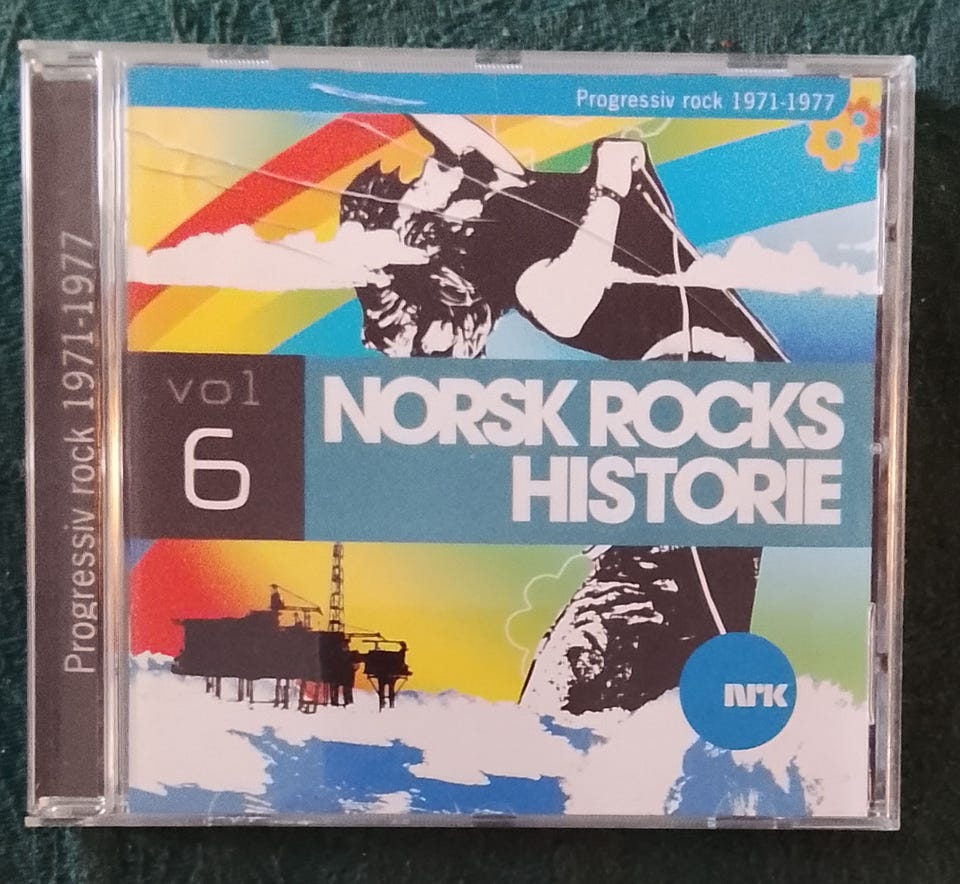 Progressiv rock 1971-1977
Progressiv rock 1971-1977
vol
6
NORSK ROCKS
HISTORIE
NRK